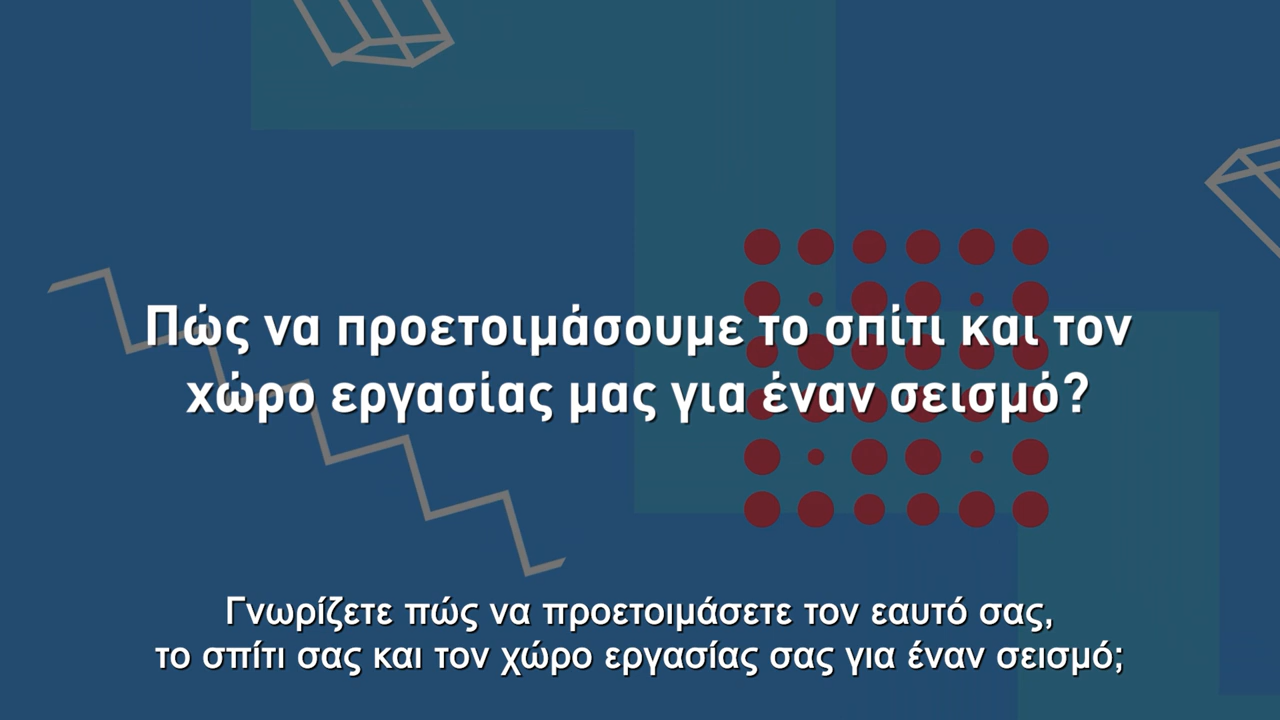 Πώς να προετοιμάσουμε το σπίτι και τον
χώρο εργασίας μας για έναν σεισμό?
Γνωρίζετε πώς να προετοιμάσετε τον εαυτό σας,
το σπίτι σας και τον χώρο εργασίας σας για έναν σεισμό;